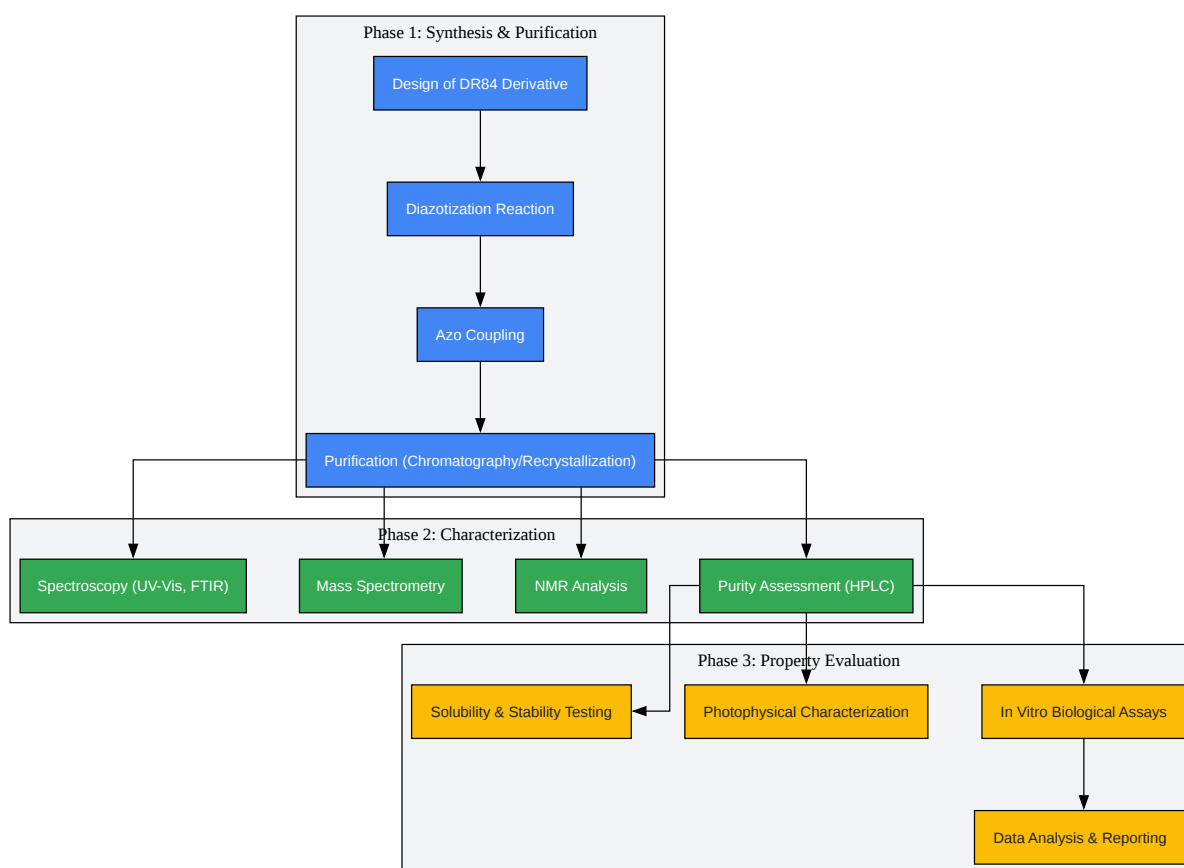 Phase 1: Synthesis & Purification
Design of DR84 Derivative
Diazotization Reaction
Azo Coupling
Purification (Chromatography/Recrystallization)
Phase 2: Characterization
Spectroscopy (UV-Vis, FTIR)
Mass Spectrometry
NMR Analysis
Purity Assessment (HPLC)
Phase 3: Property Evaluation
Solubility & Stability Testing
Photophysical Characterization
In Vitro Biological Assays
Data Analysis & Reporting